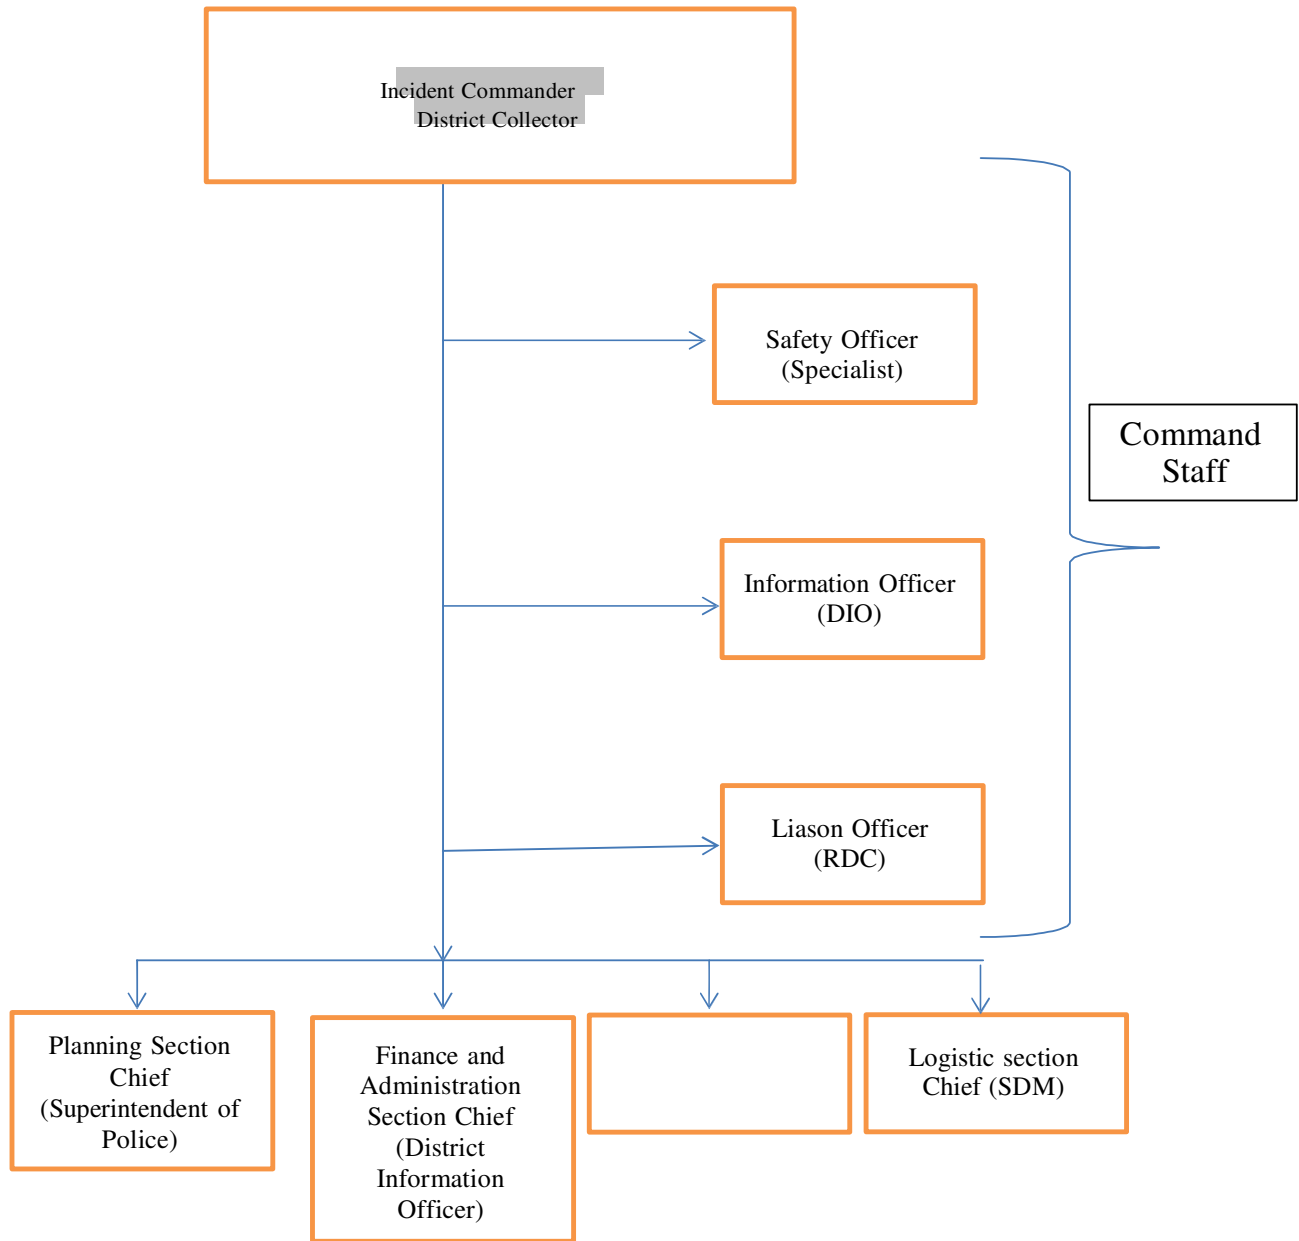 Incident Commander
District Collector
Safety Officer
(Specialist)
Command
Staff
Information Officer
(DIO)
Liason Officer
(RDC)
Planning Section
Chief
(Superintendent of
Police)
Finance and
Administration
Section Chief
(District
Information
Officer)
Logistic section
Chief (SDM)